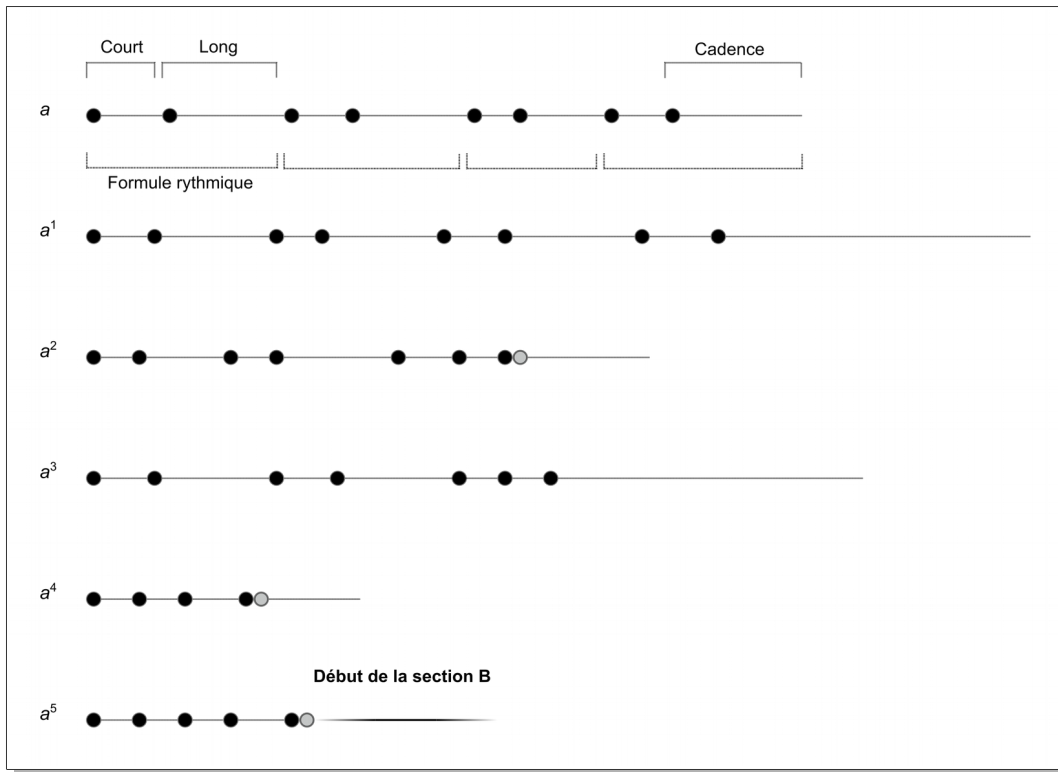 Court Long Cadence
a
Formule rythmique
a¹
a²
a³
a⁴
Début de la section B
a⁵